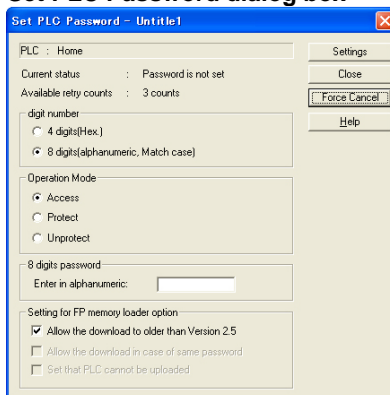 Set PLC Password dialog box
Set PLC Password - Untitle1
PLC : Home
Settings
Current status : Password is not set
Close
Available retry counts : 3 counts
Force Cancel
digit number
Help
4 digits(Hex.)
8 digits(alphanumeric, Match case)
Operation Mode
Access
Protect
Unprotect
8 digits password
Enter in alphanumeric:
Setting for FP memory loader option
Allow the download to older than Version 2.5
Allow the download in case of same password
Set that PLC cannot be uploaded